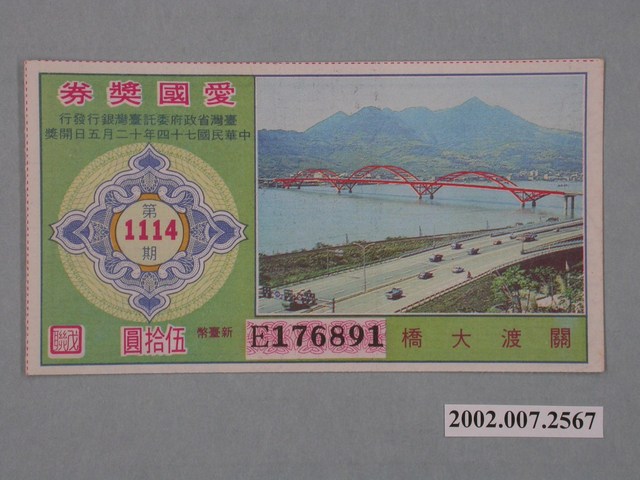 愛國獎券
臺灣省政府委託臺灣銀行發行
中華民國七十四年十二月五日開獎
第
1114
期
新臺幣
伍拾圓
戊聯
E176891
關渡大橋
2002.007.2567